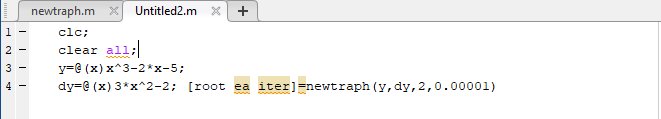 newtraph.m × Untitled2.m × +
1 – clc;
2 – clear all;
3 – y=@(x)x^3-2*x-5;
4 – dy=@(x)3*x^2-2; [root ea iter]=newtraph(y,dy,2,0.00001)